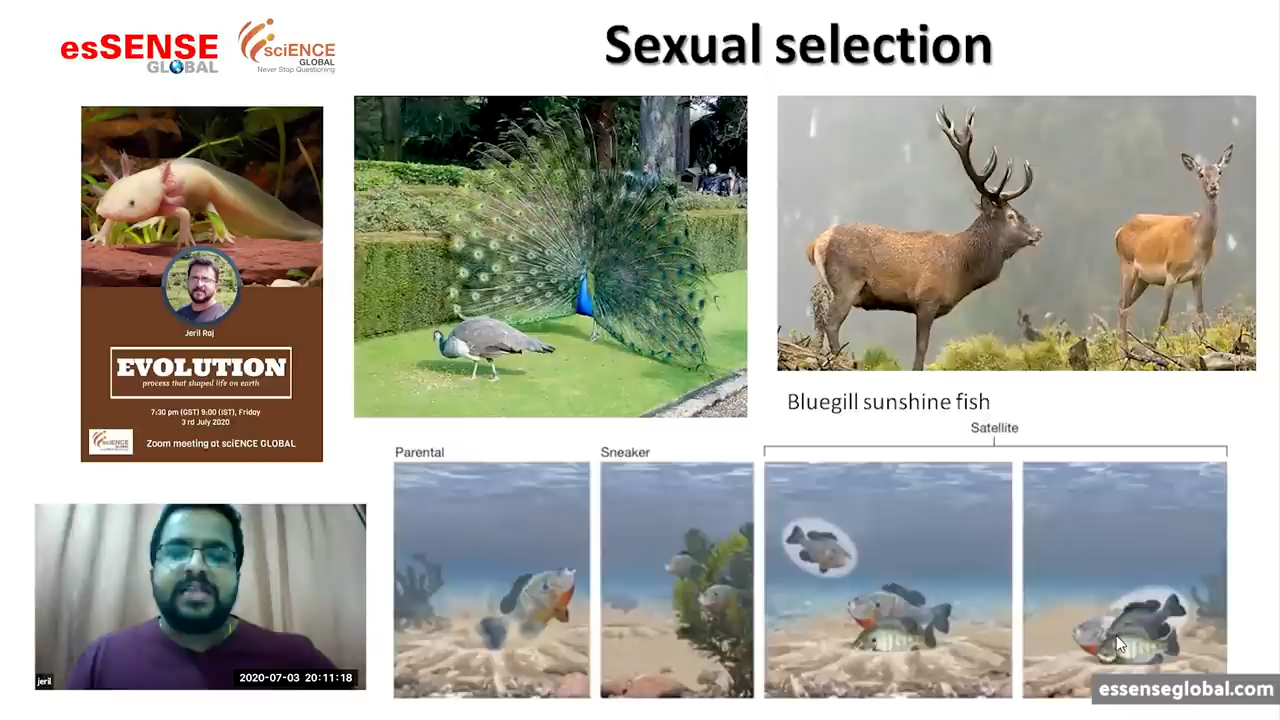 esSENSE
GLOBAL
sciENCE
GLOBAL
Never Stop Questioning
Sexual selection
Jeril Raj
EVOLUTION
process that shaped life on earth
7:30 pm (GST) 9:00 (IST), Friday
3 rd July 2020
Zoom meeting at sciENCE GLOBAL
Bluegill sunshine fish
Satellite
Parental
Sneaker
jeril
2020-07-03 20:11:18
essenseglobal.com